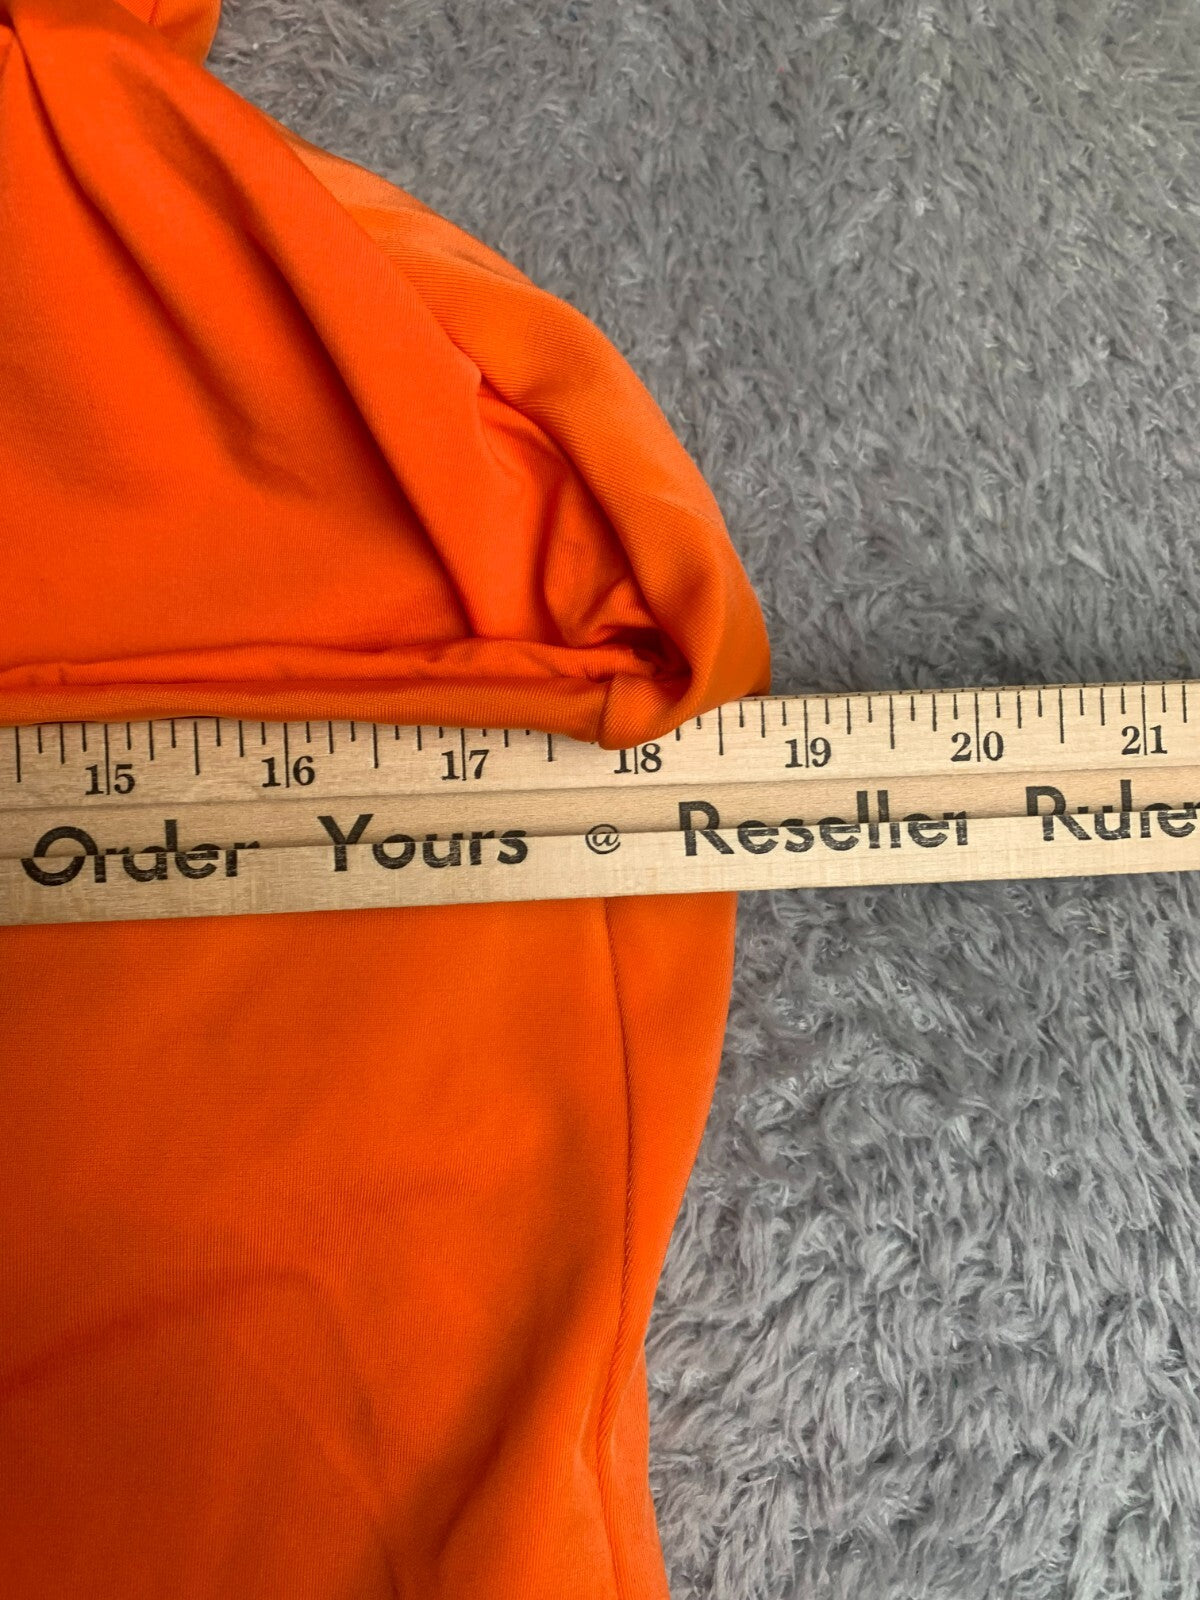 15 16 17 18 19 20 21
Order Yours @ Reseller Ruler